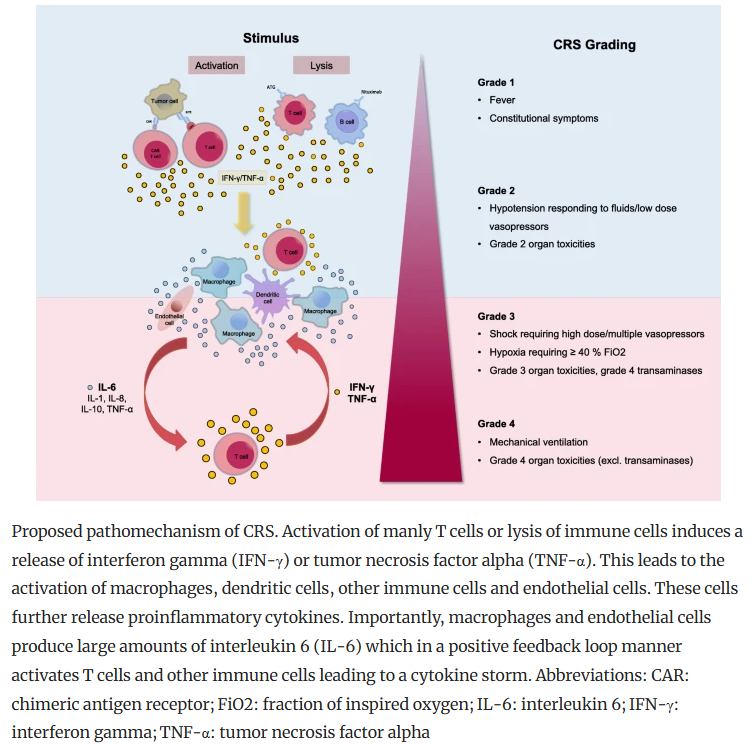 Stimulus
CRS Grading
Activation
Lysis
Tumor cell
CAR
BiTE
CAR
T cell
T cell
ATG
T cell
Rituximab
B cell
IFN-γ/TNF-α
T cell
Macrophage
Dendritic
cell
Macrophage
Endothelial
cell
Macrophage
IL-6
IL-1, IL-8,
IL-10, TNF-α
IFN-γ
TNF-α
T cell
Grade 1
• Fever
• Constitutional symptoms
Grade 2
• Hypotension responding to fluids/low dose
vasopressors
• Grade 2 organ toxicities
Grade 3
• Shock requiring high dose/multiple vasopressors
• Hypoxia requiring ≥ 40 % FiO2
• Grade 3 organ toxicities, grade 4 transaminases
Grade 4
• Mechanical ventilation
• Grade 4 organ toxicities (excl. transaminases)
Proposed pathomechanism of CRS. Activation of manly T cells or lysis of immune cells induces a
release of interferon gamma (IFN-γ) or tumor necrosis factor alpha (TNF-α). This leads to the
activation of macrophages, dendritic cells, other immune cells and endothelial cells. These cells
further release proinflammatory cytokines. Importantly, macrophages and endothelial cells
produce large amounts of interleukin 6 (IL-6) which in a positive feedback loop manner
activates T cells and other immune cells leading to a cytokine storm. Abbreviations: CAR:
chimeric antigen receptor; FiO2: fraction of inspired oxygen; IL-6: interleukin 6; IFN-γ:
interferon gamma; TNF-α: tumor necrosis factor alpha